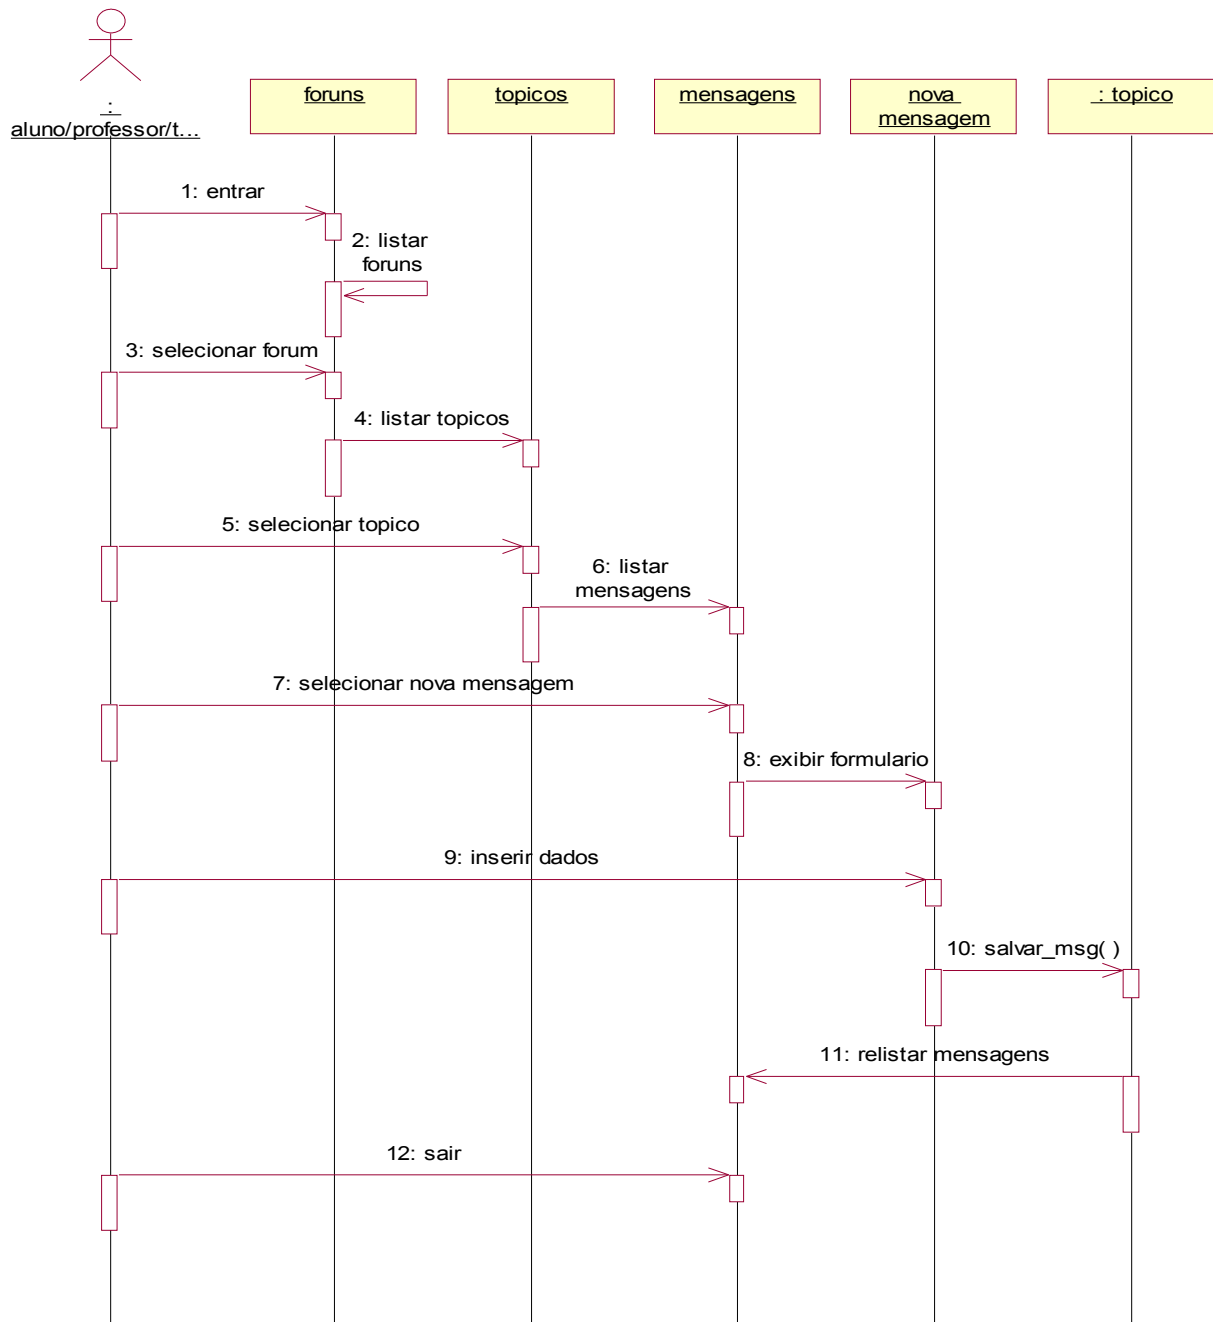 :
aluno/professor/t...
foruns
topicos
mensagens
nova
mensagem
: topico
1: entrar
2: listar
foruns
3: selecionar forum
4: listar topicos
5: selecionar topico
6: listar
mensagens
7: selecionar nova mensagem
8: exibir formulario
9: inserir dados
10: salvar_msg( )
11: relistar mensagens
12: sair